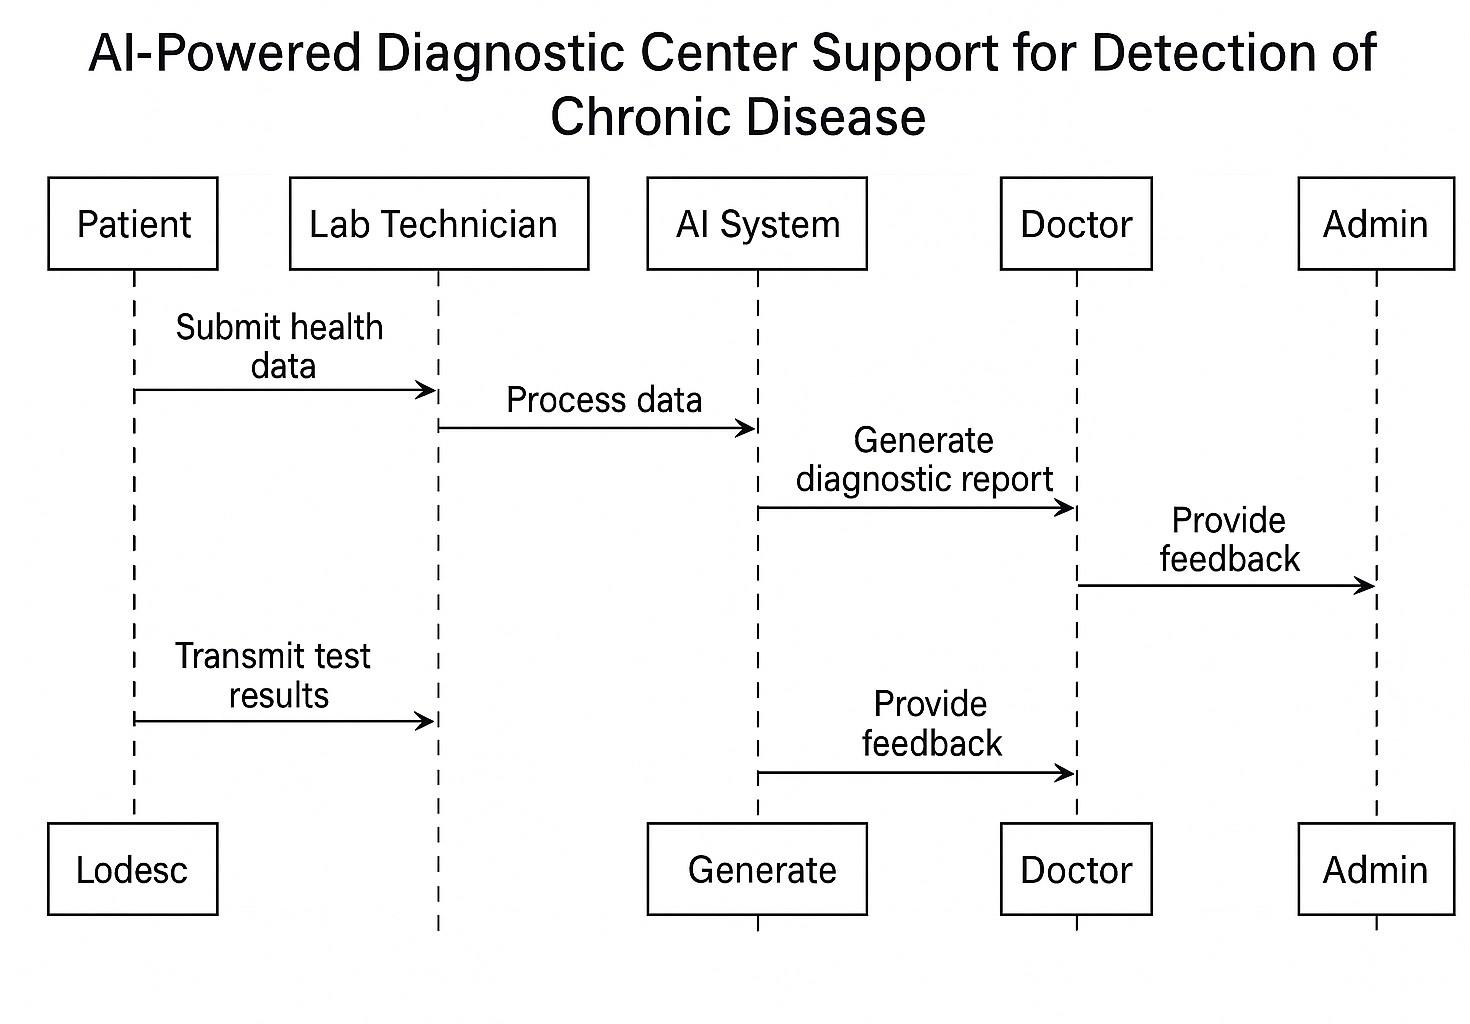 AI-Powered Diagnostic Center Support for Detection of
Chronic Disease
Patient
Lab Technician
AI System
Doctor
Admin
Submit health
data
Process data
Generate
diagnostic report
Provide
feedback
Transmit test
results
Provide
feedback
Lodesc
Generate
Doctor
Admin